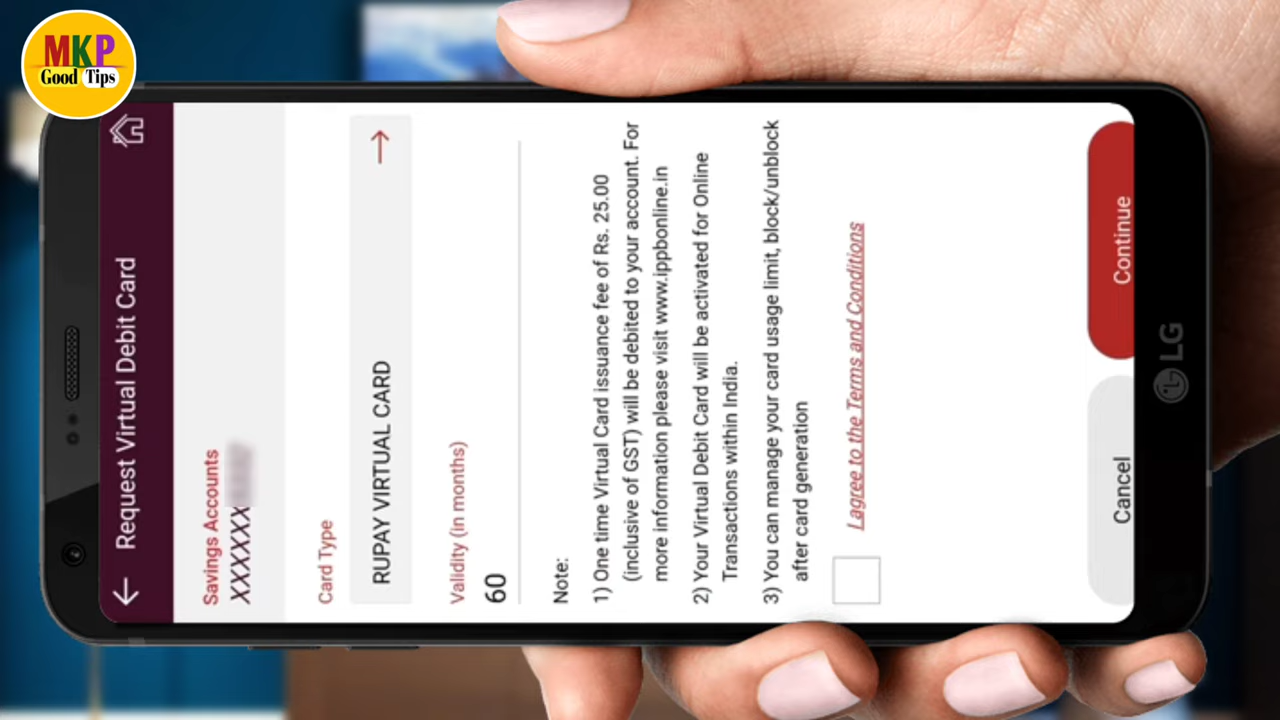 MKP
Good Tips
Request Virtual Debit Card
Savings Accounts
XXXXXX
Card Type
RUPAY VIRTUAL CARD
Validity (in months)
60
Note:
1) One time Virtual Card issuance fee of Rs. 25.00
(inclusive of GST) will be debited to your account. For
more information please visit www.ippbonline.in
2) Your Virtual Debit Card will be activated for Online
Transactions within India.
3) You can manage your card usage limit, block/unblock
after card generation
I agree to the Terms and Conditions
Cancel
Continue
LG